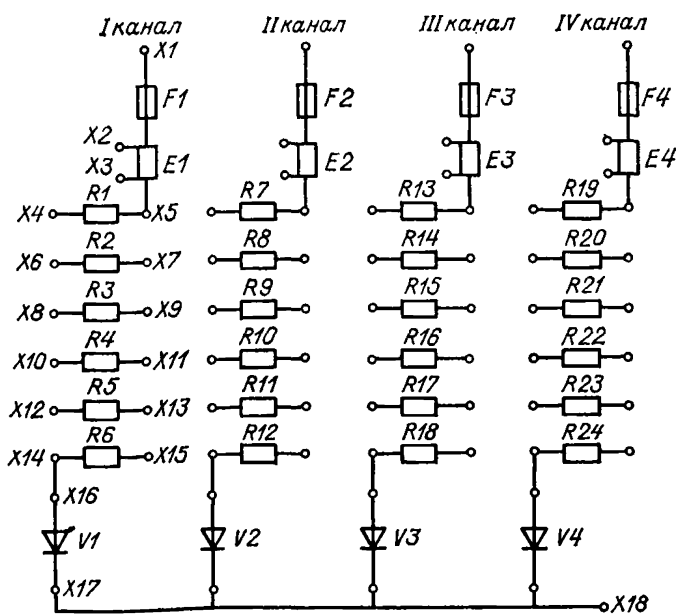 I канал II канал III канал IV канал
X1
F1 F2 F3 F4
X2
X3 E1 E2 E3 E4
R1 R7 R13 R19
X4 X5
R2 R8 R14 R20
X6 X7
R3 R9 R15 R21
X8 X9
R4 R10 R16 R22
X10 X11
R5 R11 R17 R23
X12 X13
R6 R12 R18 R24
X14 X15
X16
V1 V2 V3 V4
X17
X18